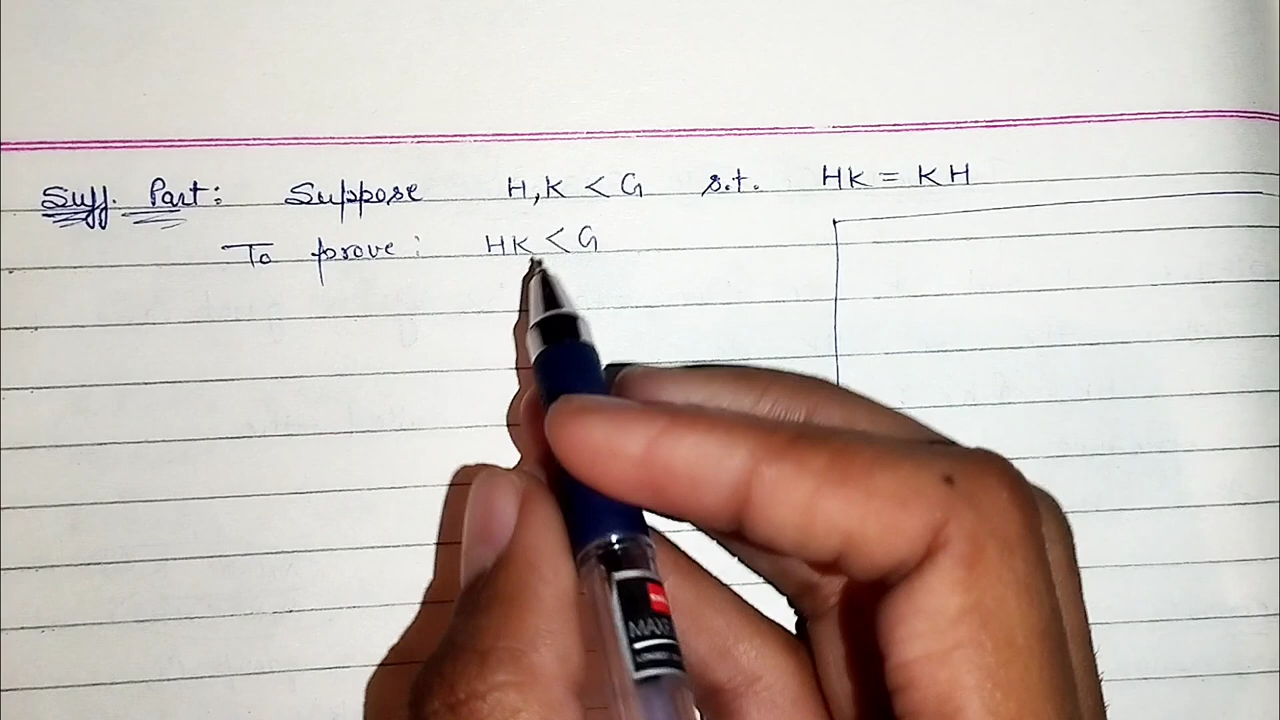 Suff. Part: Suppose H, K < G s.t. HK = KH
To prove: HK < G